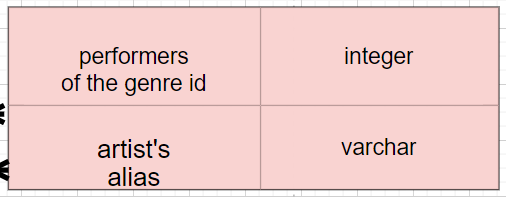 performers
of the genre id
integer
artist's
alias
varchar